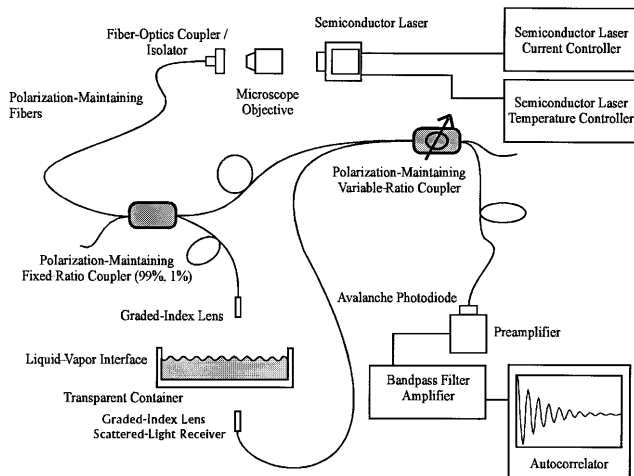 Fiber-Optics Coupler /
Isolator
Semiconductor Laser
Semiconductor Laser
Current Controller
Polarization-Maintaining
Fibers
Microscope
Objective
Semiconductor Laser
Temperature Controller
Polarization-Maintaining
Variable-Ratio Coupler
Polarization-Maintaining
Fixed-Ratio Coupler (99%, 1%)
Graded-Index Lens
Avalanche Photodiode
Preamplifier
Liquid-Vapor Interface
Bandpass Filter
Amplifier
Transparent Container
Graded-Index Lens
Scattered-Light Receiver
Autocorrelator